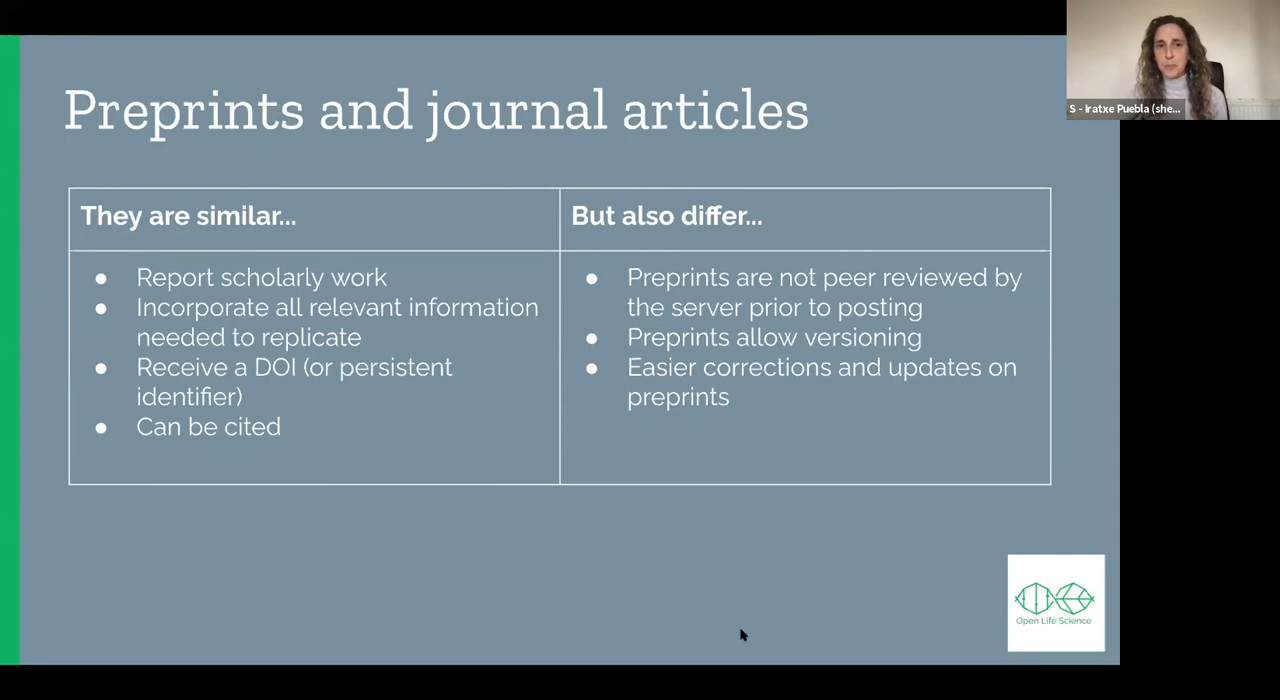 S - Iratxe Puebla (she...
Preprints and journal articles
They are similar...
But also differ...
● Report scholarly work
● Incorporate all relevant information
needed to replicate
● Receive a DOI (or persistent
identifier)
● Can be cited
● Preprints are not peer reviewed by
the server prior to posting
● Preprints allow versioning
● Easier corrections and updates on
preprints
Open Life Science